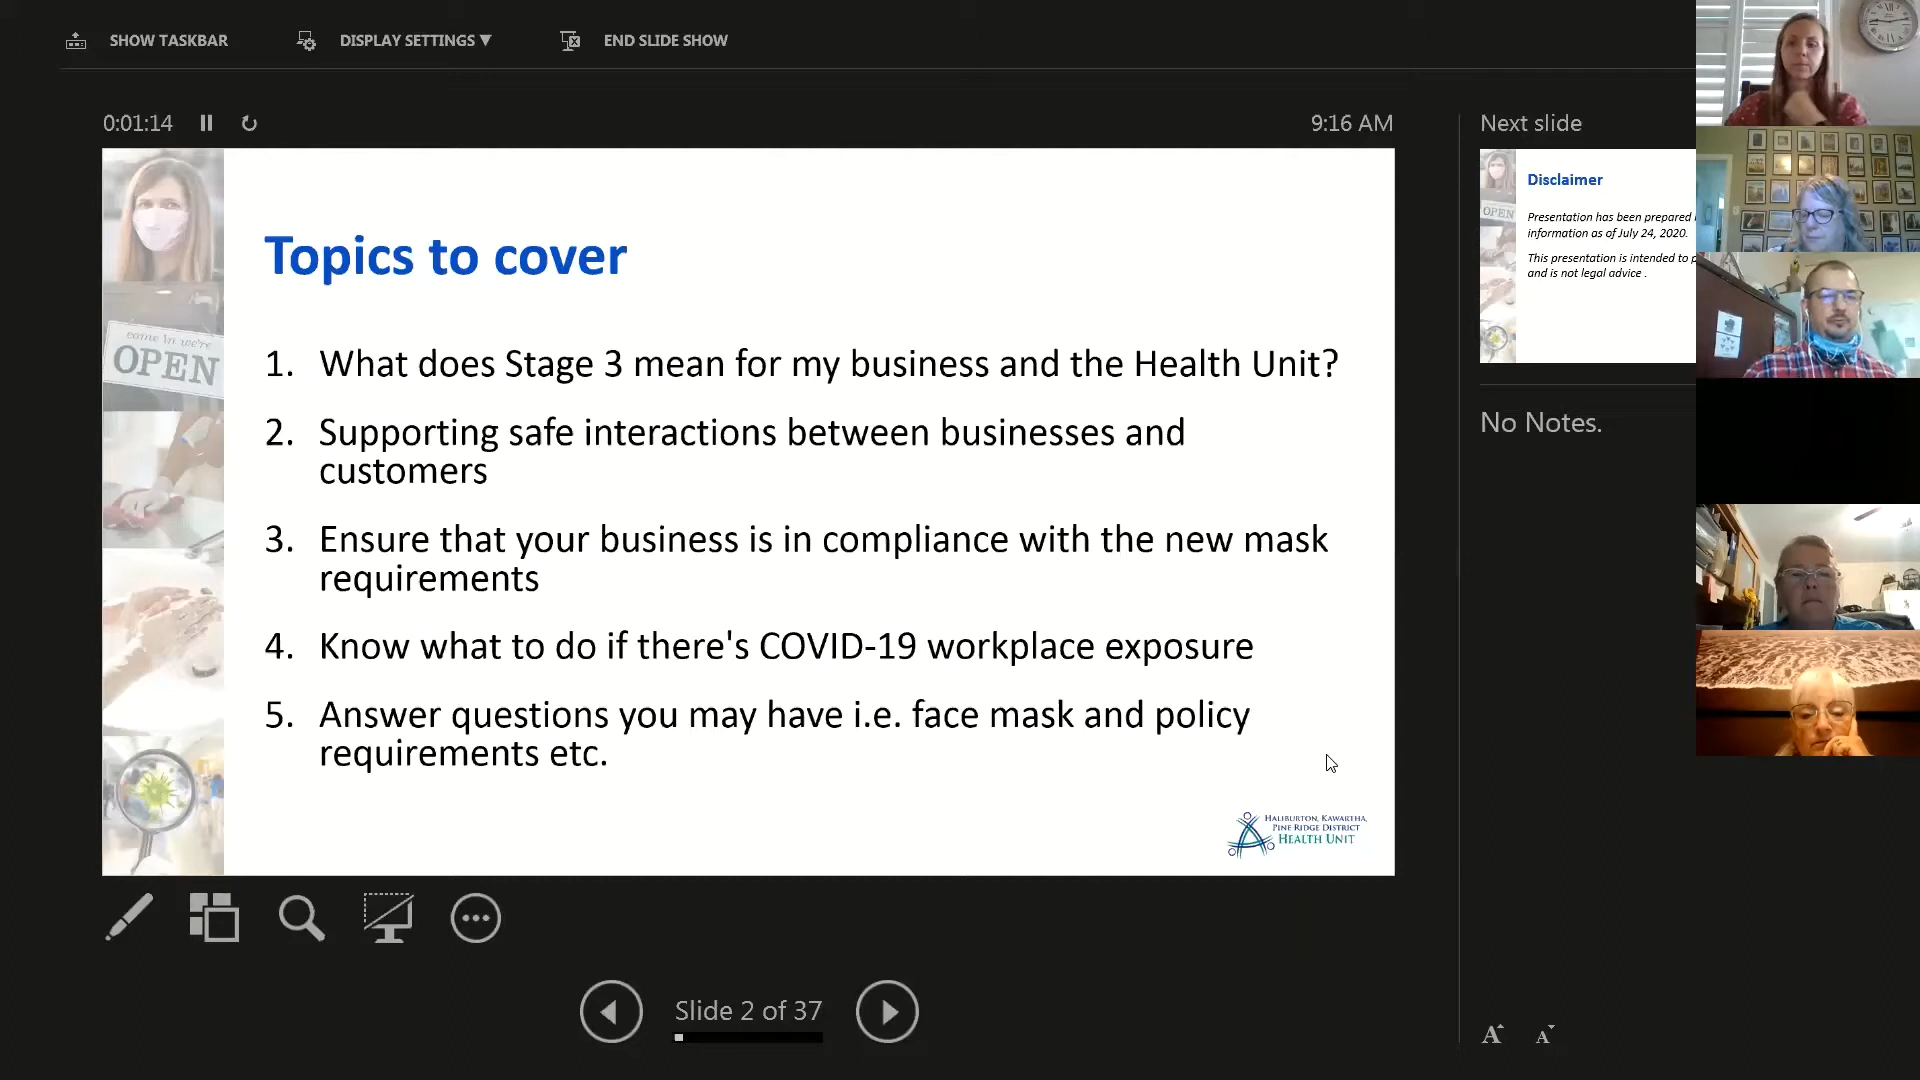 SHOW TASKBAR
DISPLAY SETTINGS ▼
END SLIDE SHOW
0:01:14
9:16 AM
Next slide
come in we're
OPEN
Topics to cover
1. What does Stage 3 mean for my business and the Health Unit?
2. Supporting safe interactions between businesses and
customers
3. Ensure that your business is in compliance with the new mask
requirements
4. Know what to do if there's COVID-19 workplace exposure
5. Answer questions you may have i.e. face mask and policy
requirements etc.
HALIBURTON, KAWARTHA,
PINE RIDGE DISTRICT
HEALTH UNIT
OPEN
Disclaimer
Presentation has been prepared
information as of July 24, 2020.
This presentation is intended to
and is not legal advice .
No Notes.
Slide 2 of 37
A
A